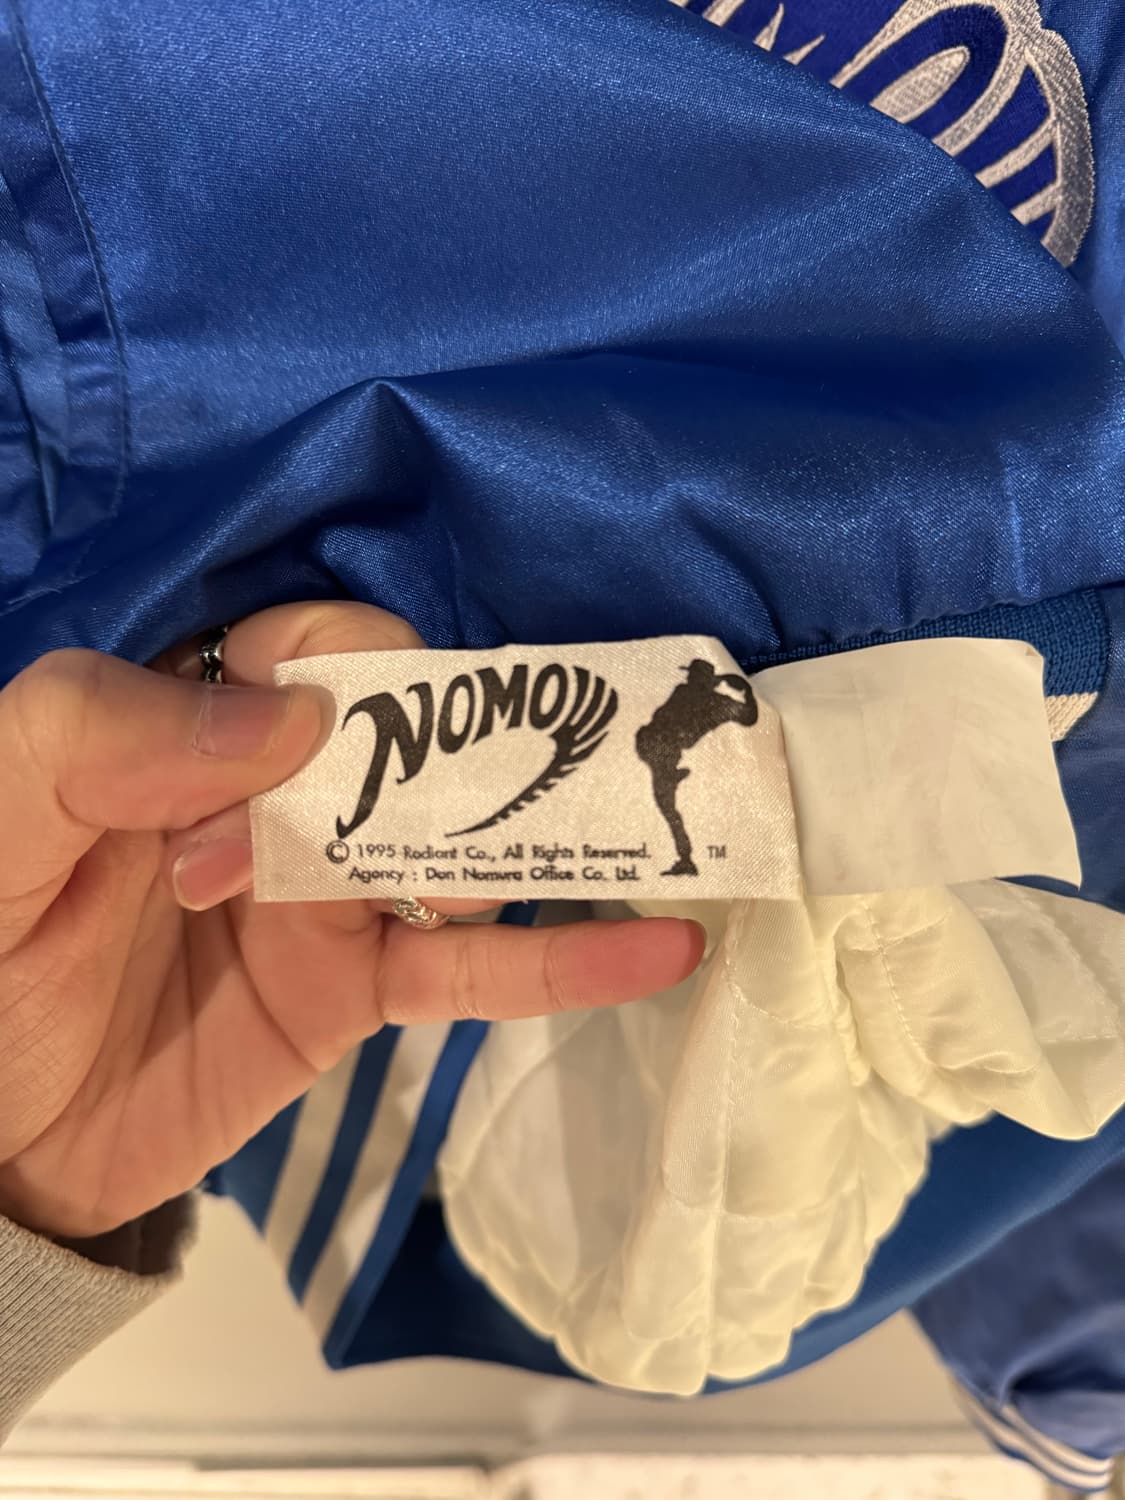 NOMO
© 1995 Radiant Co., All Rights Reserved.
Agency : Don Nomura Office Co. Ltd.
TM